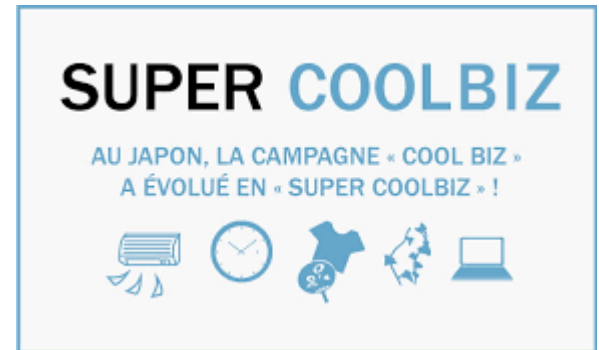 SUPER COOLBIZ
AU JAPON, LA CAMPAGNE « COOL BIZ »
A ÉVOLUÉ EN « SUPER COOLBIZ » !